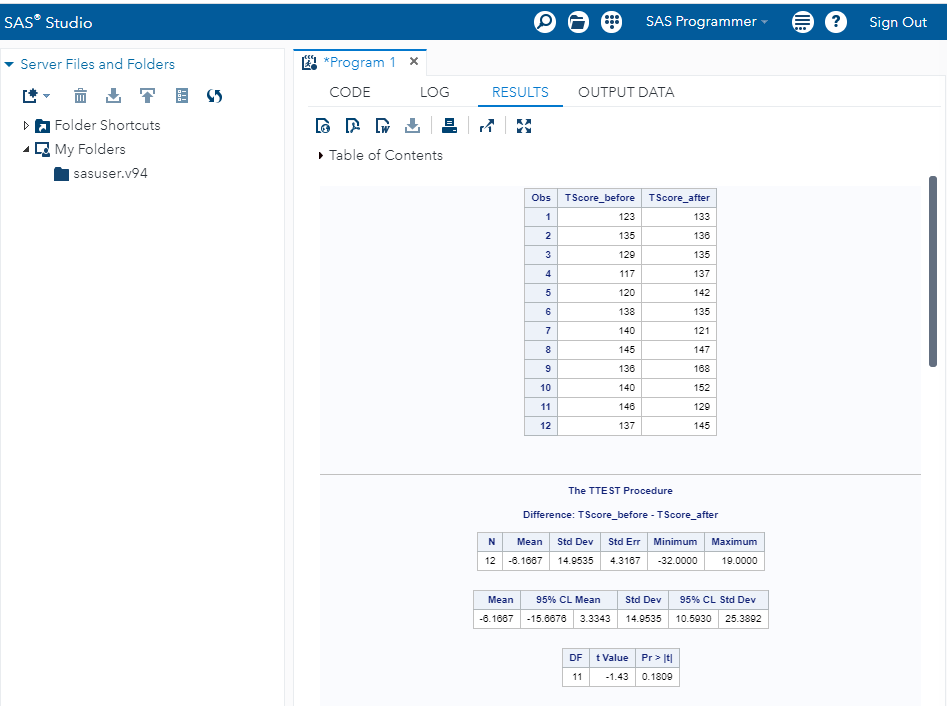 SAS® Studio
SAS Programmer
?
Sign Out
Server Files and Folders
Folder Shortcuts
My Folders
sasuser.v94
*Program 1 ×
CODE LOG RESULTS OUTPUT DATA
Table of Contents
Obs TScore_before TScore_after
1 123 133
2 135 136
3 129 135
4 117 137
5 120 142
6 138 135
7 140 121
8 145 147
9 136 168
10 140 152
11 146 129
12 137 145
The TTEST Procedure
Difference: TScore_before - TScore_after
N Mean Std Dev Std Err Minimum Maximum
12 -6.1667 14.9535 4.3167 -32.0000 19.0000
Mean 95% CL Mean Std Dev 95% CL Std Dev
-6.1667 -15.6676 3.3343 14.9535 10.5930 25.3892
DF t Value Pr > |t|
11 -1.43 0.1809